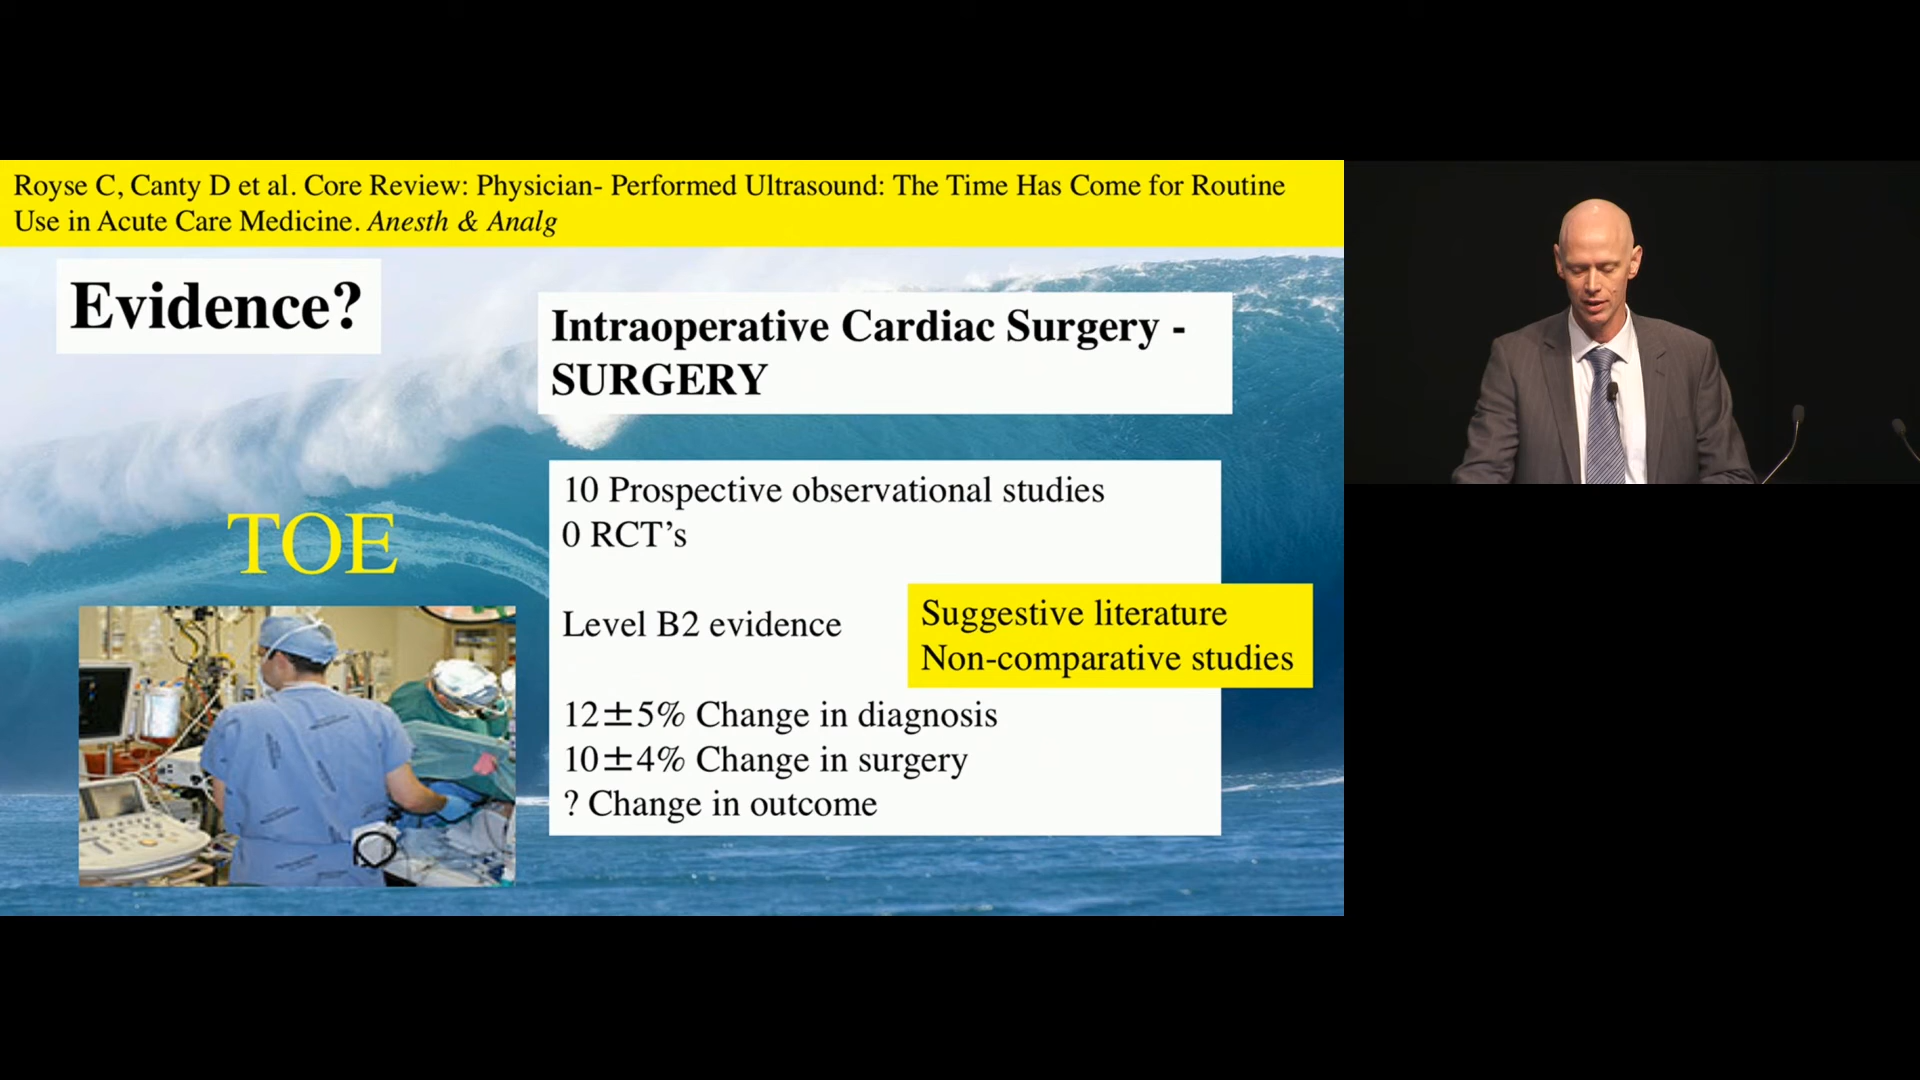 Royse C, Canty D et al. Core Review: Physician- Performed Ultrasound: The Time Has Come for Routine
Use in Acute Care Medicine. Anesth & Analg
Evidence?
Intraoperative Cardiac Surgery -
SURGERY
TOE
10 Prospective observational studies
0 RCT’s
Level B2 evidence
Suggestive literature
Non-comparative studies
12±5% Change in diagnosis
10±4% Change in surgery
? Change in outcome